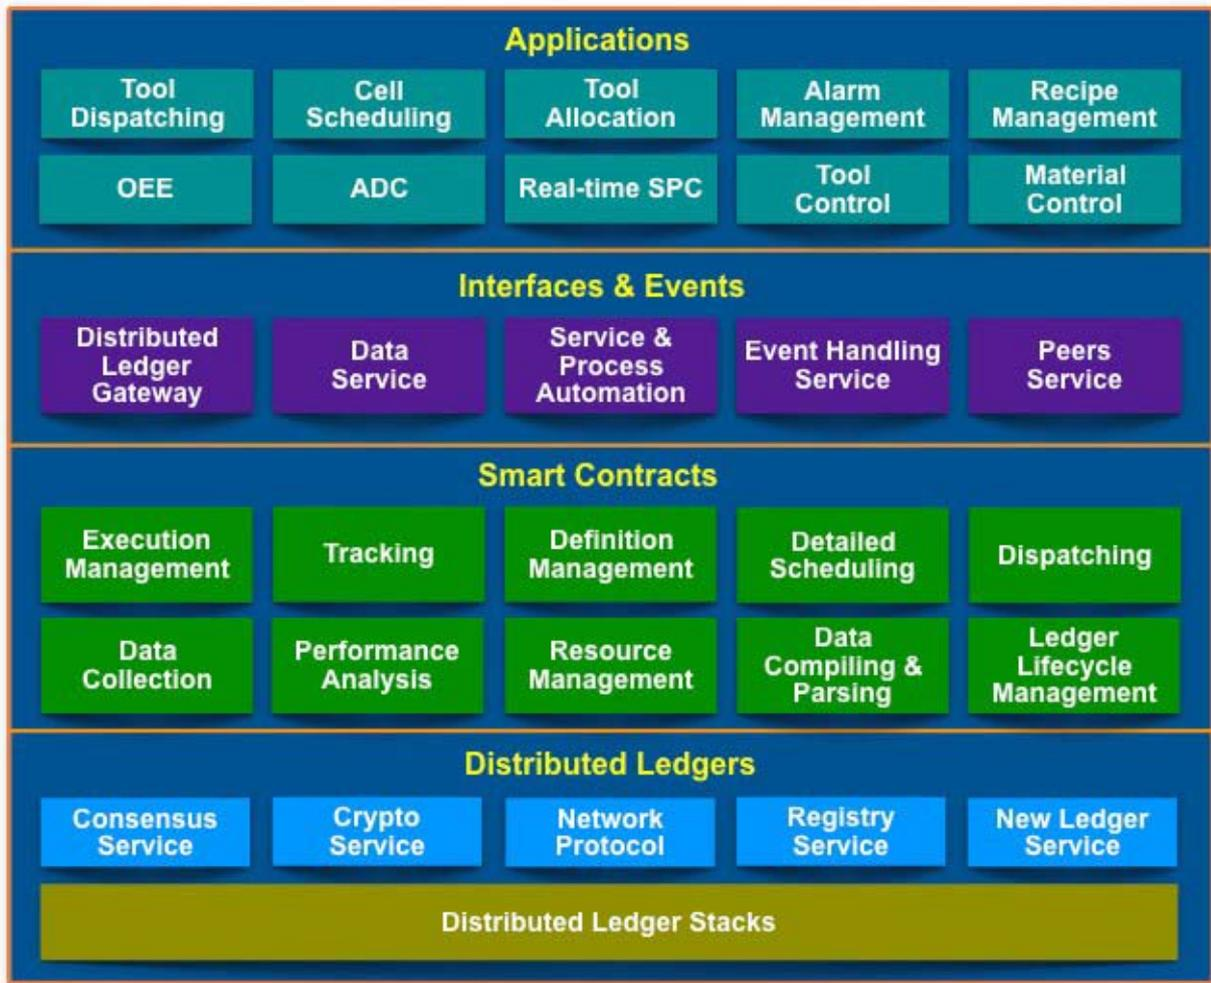 Applications
Tool
Dispatching
Cell
Scheduling
Tool
Allocation
Alarm
Management
Recipe
Management
OEE
ADC
Real-time SPC
Tool
Control
Material
Control
Interfaces & Events
Distributed
Ledger
Gateway
Data
Service
Service &
Process
Automation
Event Handling
Service
Peers
Service
Smart Contracts
Execution
Management
Tracking
Definition
Management
Detailed
Scheduling
Dispatching
Data
Collection
Performance
Analysis
Resource
Management
Data
Compiling &
Parsing
Ledger
Lifecycle
Management
Distributed Ledgers
Consensus
Service
Crypto
Service
Network
Protocol
Registry
Service
New Ledger
Service
Distributed Ledger Stacks